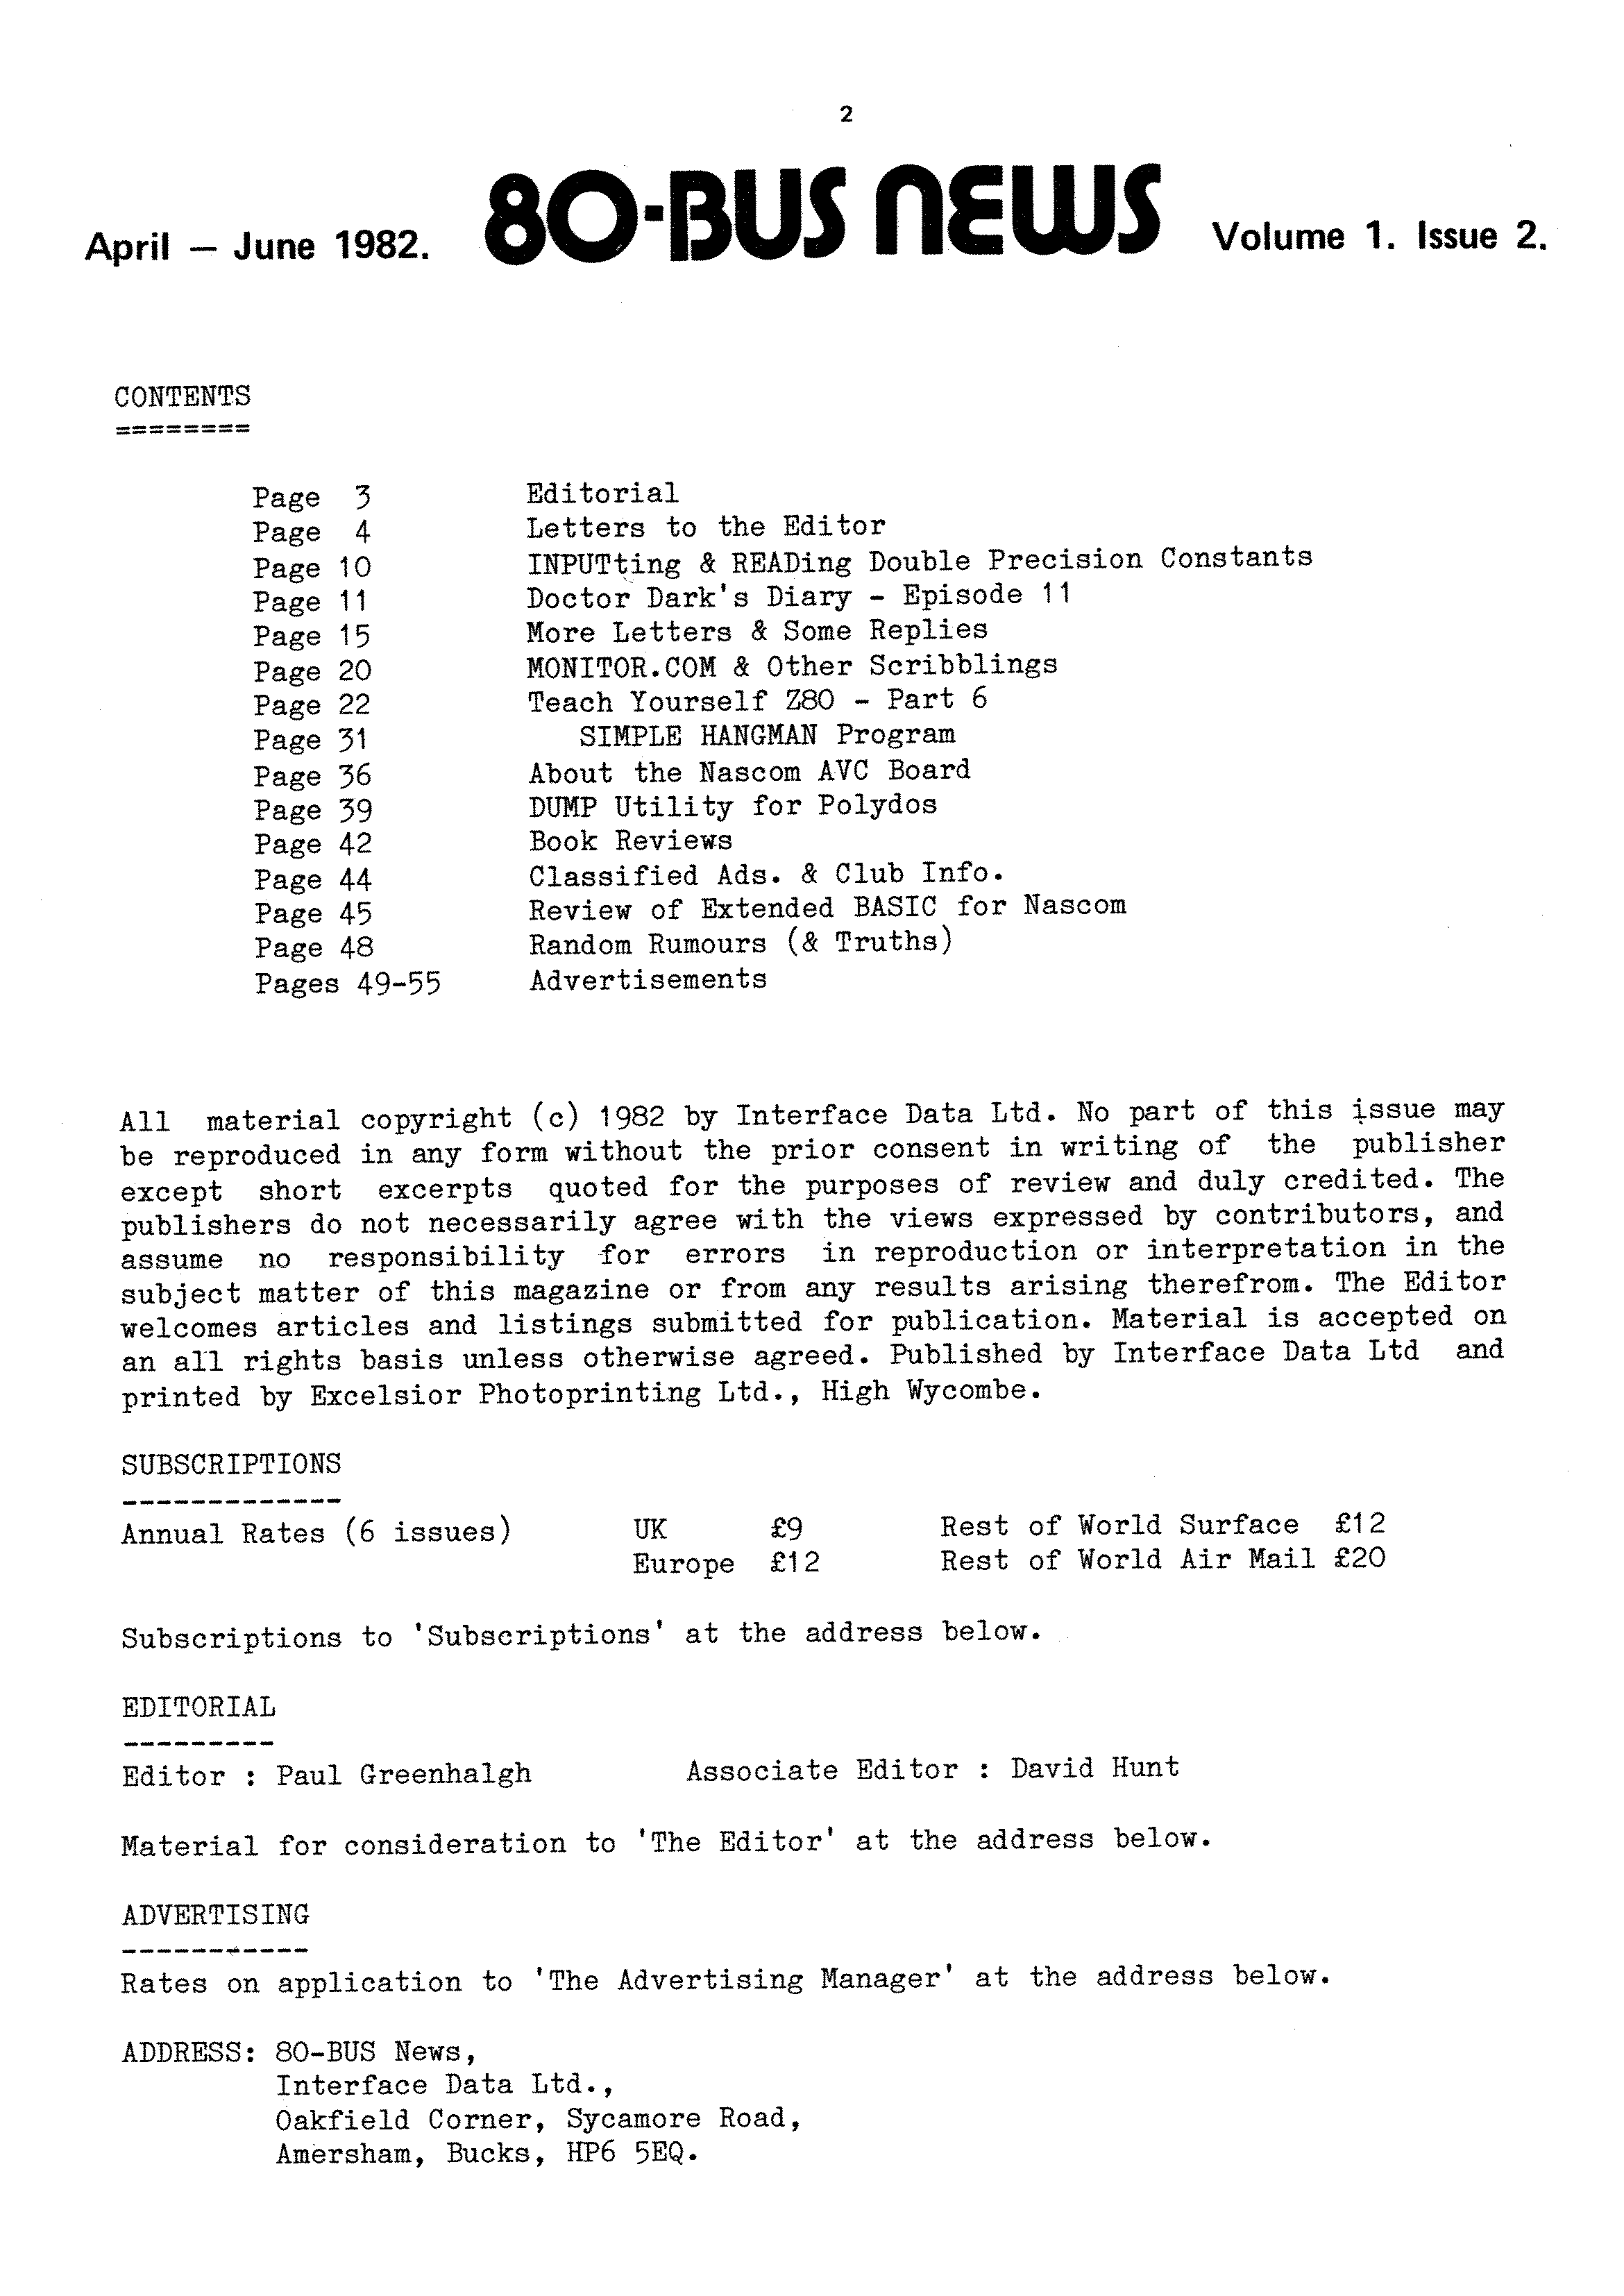 2
April — June 1982. 80-BUS NEWS Volume 1. Issue 2.
CONTENTS
========
Page 3 Editorial
Page 4 Letters to the Editor
Page 10 INPUTting & READing Double Precision Constants
Page 11 Doctor Dark's Diary - Episode 11
Page 15 More Letters & Some Replies
Page 20 MONITOR.COM & Other Scribblings
Page 22 Teach Yourself Z80 - Part 6
Page 31 SIMPLE HANGMAN Program
Page 36 About the Nascom AVC Board
Page 39 DUMP Utility for Polydos
Page 42 Book Reviews
Page 44 Classified Ads. & Club Info.
Page 45 Review of Extended BASIC for Nascom
Page 48 Random Rumours (& Truths)
Pages 49-55 Advertisements
All material copyright (c) 1982 by Interface Data Ltd. No part of this issue may
be reproduced in any form without the prior consent in writing of the publisher
except short excerpts quoted for the purposes of review and duly credited. The
publishers do not necessarily agree with the views expressed by contributors, and
assume no responsibility for errors in reproduction or interpretation in the
subject matter of this magazine or from any results arising therefrom. The Editor
welcomes articles and listings submitted for publication. Material is accepted on
an all rights basis unless otherwise agreed. Published by Interface Data Ltd and
printed by Excelsior Photoprinting Ltd., High Wycombe.
SUBSCRIPTIONS
-------------
Annual Rates (6 issues) UK £9 Rest of World Surface £12
Europe £12 Rest of World Air Mail £20
Subscriptions to 'Subscriptions' at the address below.
EDITORIAL
---------
Editor : Paul Greenhalgh Associate Editor : David Hunt
Material for consideration to 'The Editor' at the address below.
ADVERTISING
-----------
Rates on application to 'The Advertising Manager' at the address below.
ADDRESS: 80-BUS News,
Interface Data Ltd.,
Oakfield Corner, Sycamore Road,
Amersham, Bucks, HP6 5EQ.